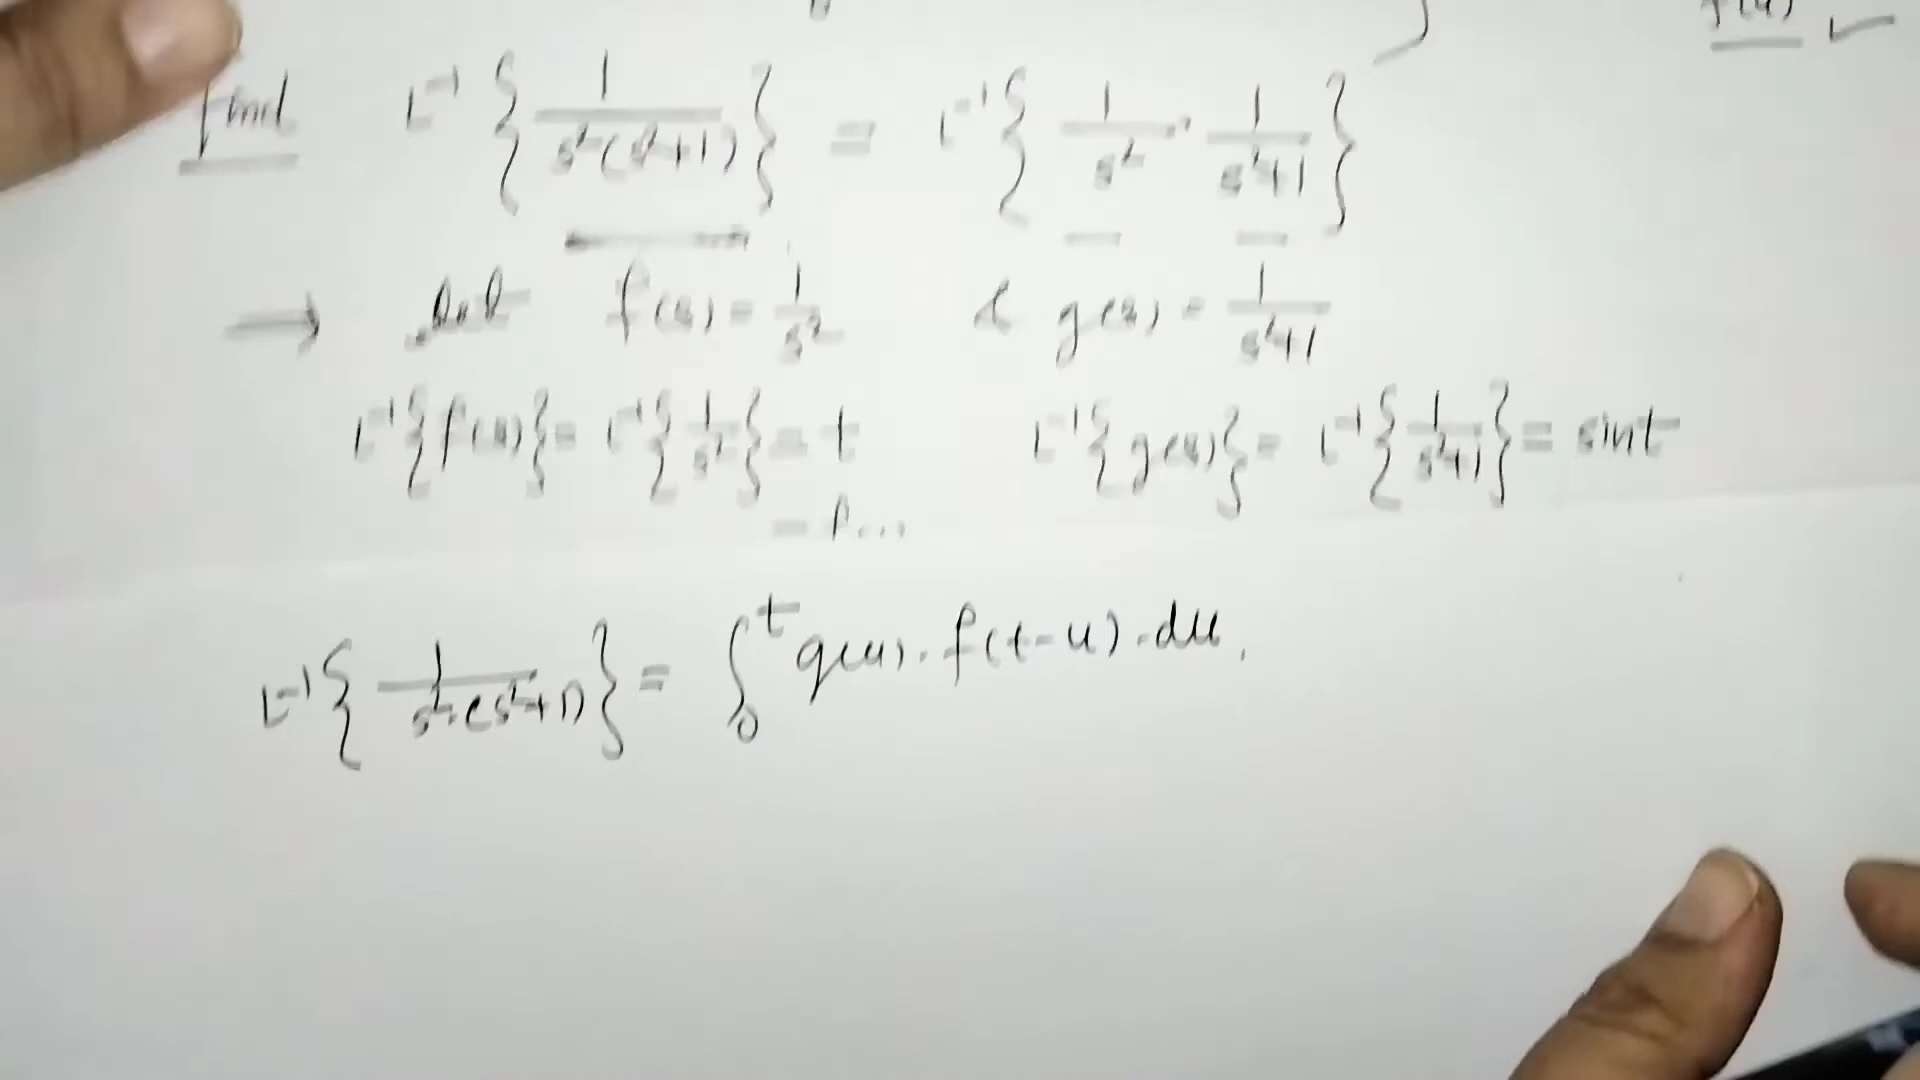 Find L⁻¹{1/s²(s²+1)} = L⁻¹{1/s² · 1/s²+1}
→ Let f(s) = 1/s² & g(s) = 1/s²+1
L⁻¹{f(s)} = L⁻¹{1/s²} = t L⁻¹{g(s)} = L⁻¹{1/s²+1} = sint
L⁻¹{1/s²·(s²+1)} = ∫₀ᵗ g(u). f(t-u).du.